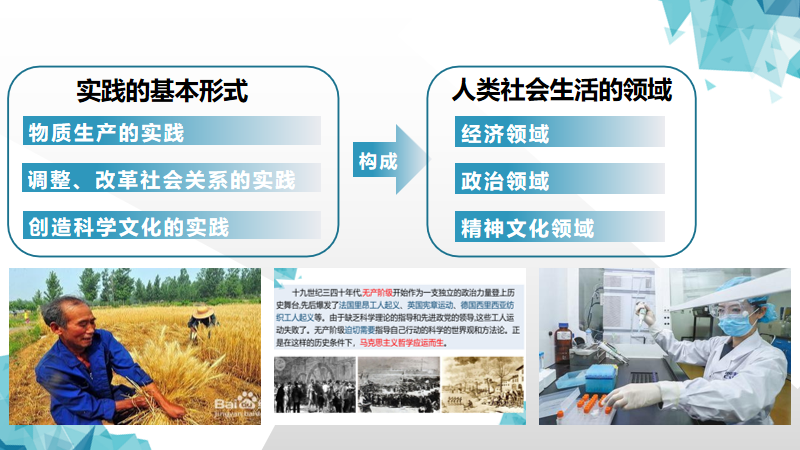 实践的基本形式
物质生产的实践
调整、改革社会关系的实践
创造科学文化的实践
构成
人类社会生活的领域
经济领域
政治领域
精神文化领域
Baidu百科
十九世纪三四十年代,无产阶级开始作为一支独立的政治力量登上历
史舞台,先后爆发了法国里昂工人起义、英国宪章运动、德国西里西亚纺
织工人起义等。由于缺乏科学理论的指导和先进政党的领导,这些工人运
动失败了。无产阶级迫切需要指导自己行动的科学的世界观和方法论。正
是在这样的历史条件下，马克思主义哲学应运而生。